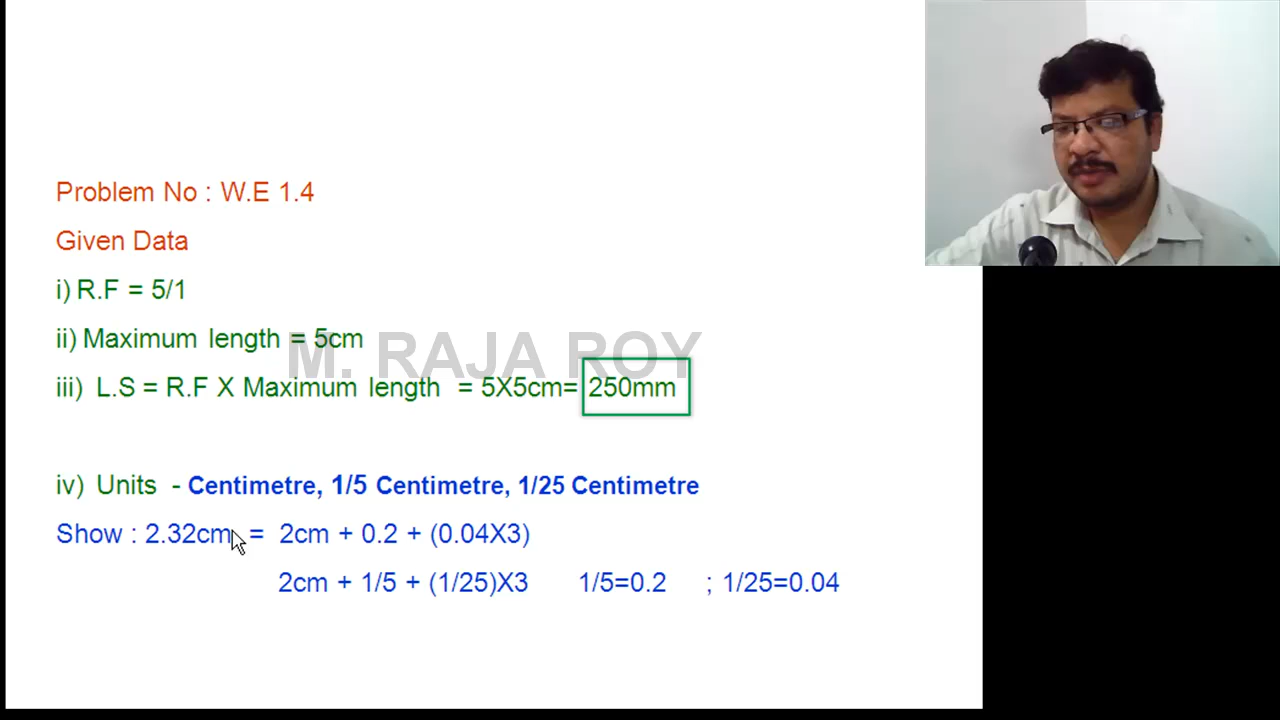 Problem No : W.E 1.4
Given Data
i) R.F = 5/1
ii) Maximum length = 5cm
M. RAJA ROY
iii) L.S = R.F X Maximum length = 5X5cm= 250mm
iv) Units - Centimetre, 1/5 Centimetre, 1/25 Centimetre
Show : 2.32cm = 2cm + 0.2 + (0.04X3)
2cm + 1/5 + (1/25)X3 1/5=0.2 ; 1/25=0.04